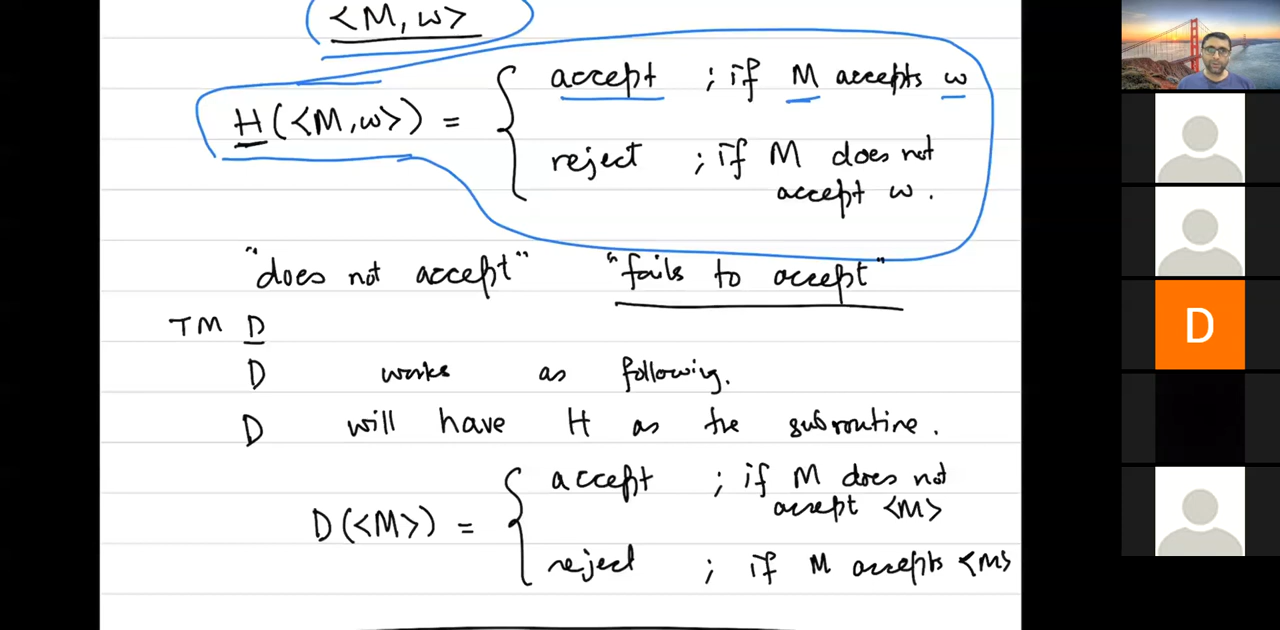 <M, w>
H(<M,w>) = { accept ; if M accepts w
reject ; if M does not
accept w.
"does not accept" "fails to accept"
TM D
D works as following.
D will have H as the subroutine.
D(<M>) = { accept ; if M does not
accept <M>
reject ; if M accepts <M>
D